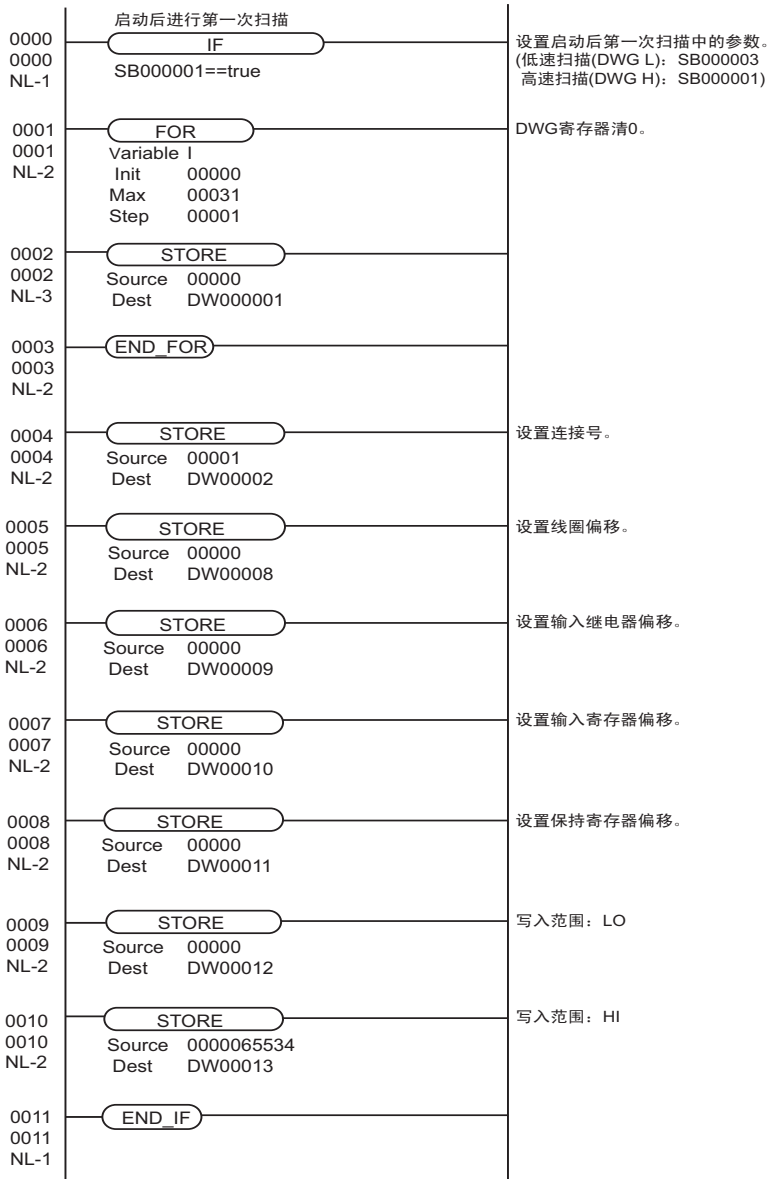 启动后进行第一次扫描
0000
0000
NL-1
IF
SB000001==true
设置启动后第一次扫描中的参数。
(低速扫描(DWG L)：SB000003
高速扫描(DWG H)：SB000001)
0001
0001
NL-2
FOR
Variable I
Init 00000
Max 00031
Step 00001
DWG寄存器清0。
0002
0002
NL-3
STORE
Source 00000
Dest DW000001
0003
0003
NL-2
END_FOR
0004
0004
NL-2
STORE
Source 00001
Dest DW00002
设置连接号。
0005
0005
NL-2
STORE
Source 00000
Dest DW00008
设置线圈偏移。
0006
0006
NL-2
STORE
Source 00000
Dest DW00009
设置输入继电器偏移。
0007
0007
NL-2
STORE
Source 00000
Dest DW00010
设置输入寄存器偏移。
0008
0008
NL-2
STORE
Source 00000
Dest DW00011
设置保持寄存器偏移。
0009
0009
NL-2
STORE
Source 00000
Dest DW00012
写入范围：LO
0010
0010
NL-2
STORE
Source 0000065534
Dest DW00013
写入范围：HI
0011
0011
NL-1
END_IF